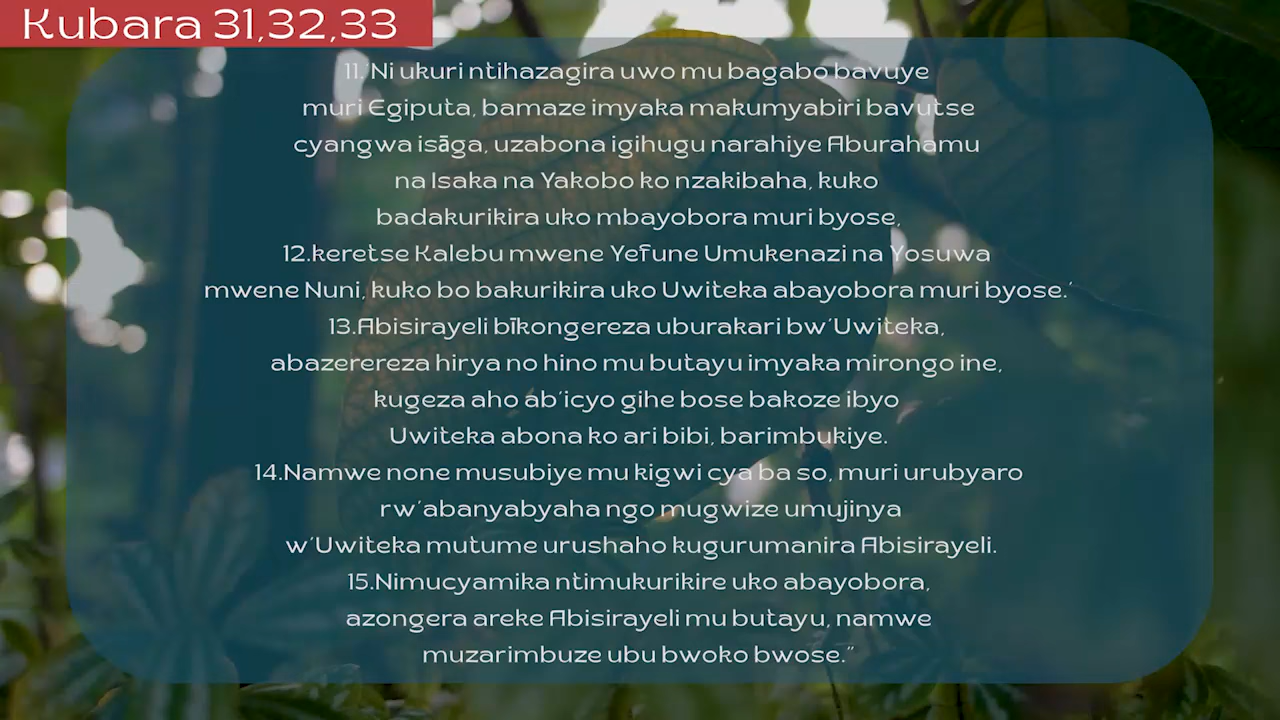 Kubara 31,32,33
11.'Ni ukuri ntihazagira uwo mu bagabo bavuye
muri Egiputa, bamaze imyaka makumyabiri bavutse
cyangwa isāga, uzabona igihugu narahiye Aburahamu
na Isaka na Yakobo ko nzakibaha, kuko
badakurikira uko mbayobora muri byose,
12.keretse Kalebu mwene Yefune Umukenazi na Yosuwa
mwene Nuni, kuko bo bakurikira uko Uwiteka abayobora muri byose.'
13.Abisirayeli bīkongereza uburakari bw'Uwiteka,
abazerereza hirya no hino mu butayu imyaka mirongo ine,
kugeza aho ab'icyo gihe bose bakoze ibyo
Uwiteka abona ko ari bibi, barimbukiye.
14.Namwe none musubiye mu kigwi cya ba so, muri urubyaro
rw'abanyabyaha ngo mugwize umujinya
w'Uwiteka mutume urushaho kugurumanira Abisirayeli.
15.Nimucyamika ntimukurikire uko abayobora,
azongera areke Abisirayeli mu butayu, namwe
muzarimbuze ubu bwoko bwose."